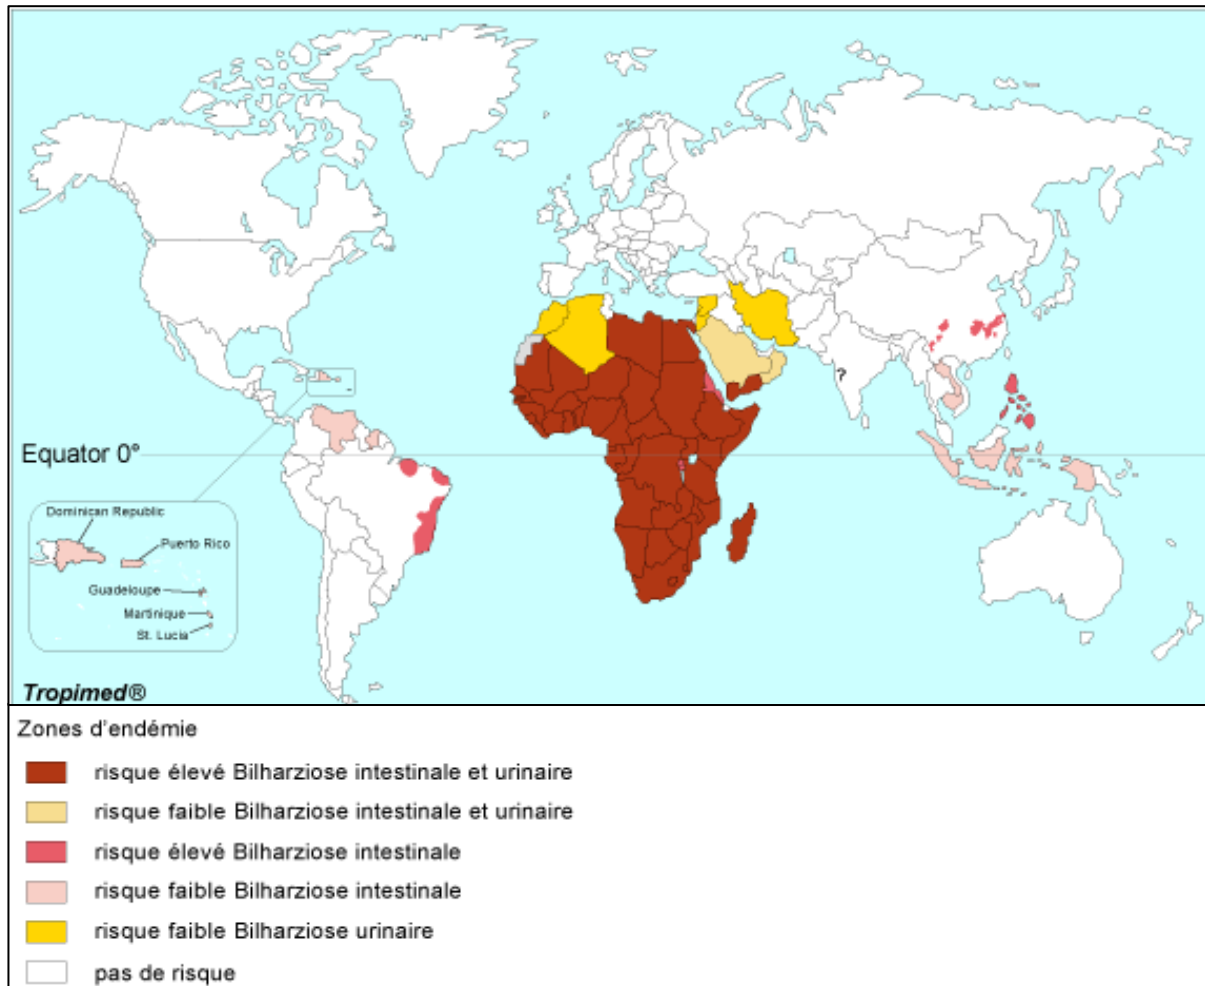 ?
Equator 0°
Dominican Republic
Puerto Rico
Guadeloupe
Martinique
St. Lucia
Tropimed®
Zones d'endémie
risque élevé Bilharziose intestinale et urinaire
risque faible Bilharziose intestinale et urinaire
risque élevé Bilharziose intestinale
risque faible Bilharziose intestinale
risque faible Bilharziose urinaire
pas de risque